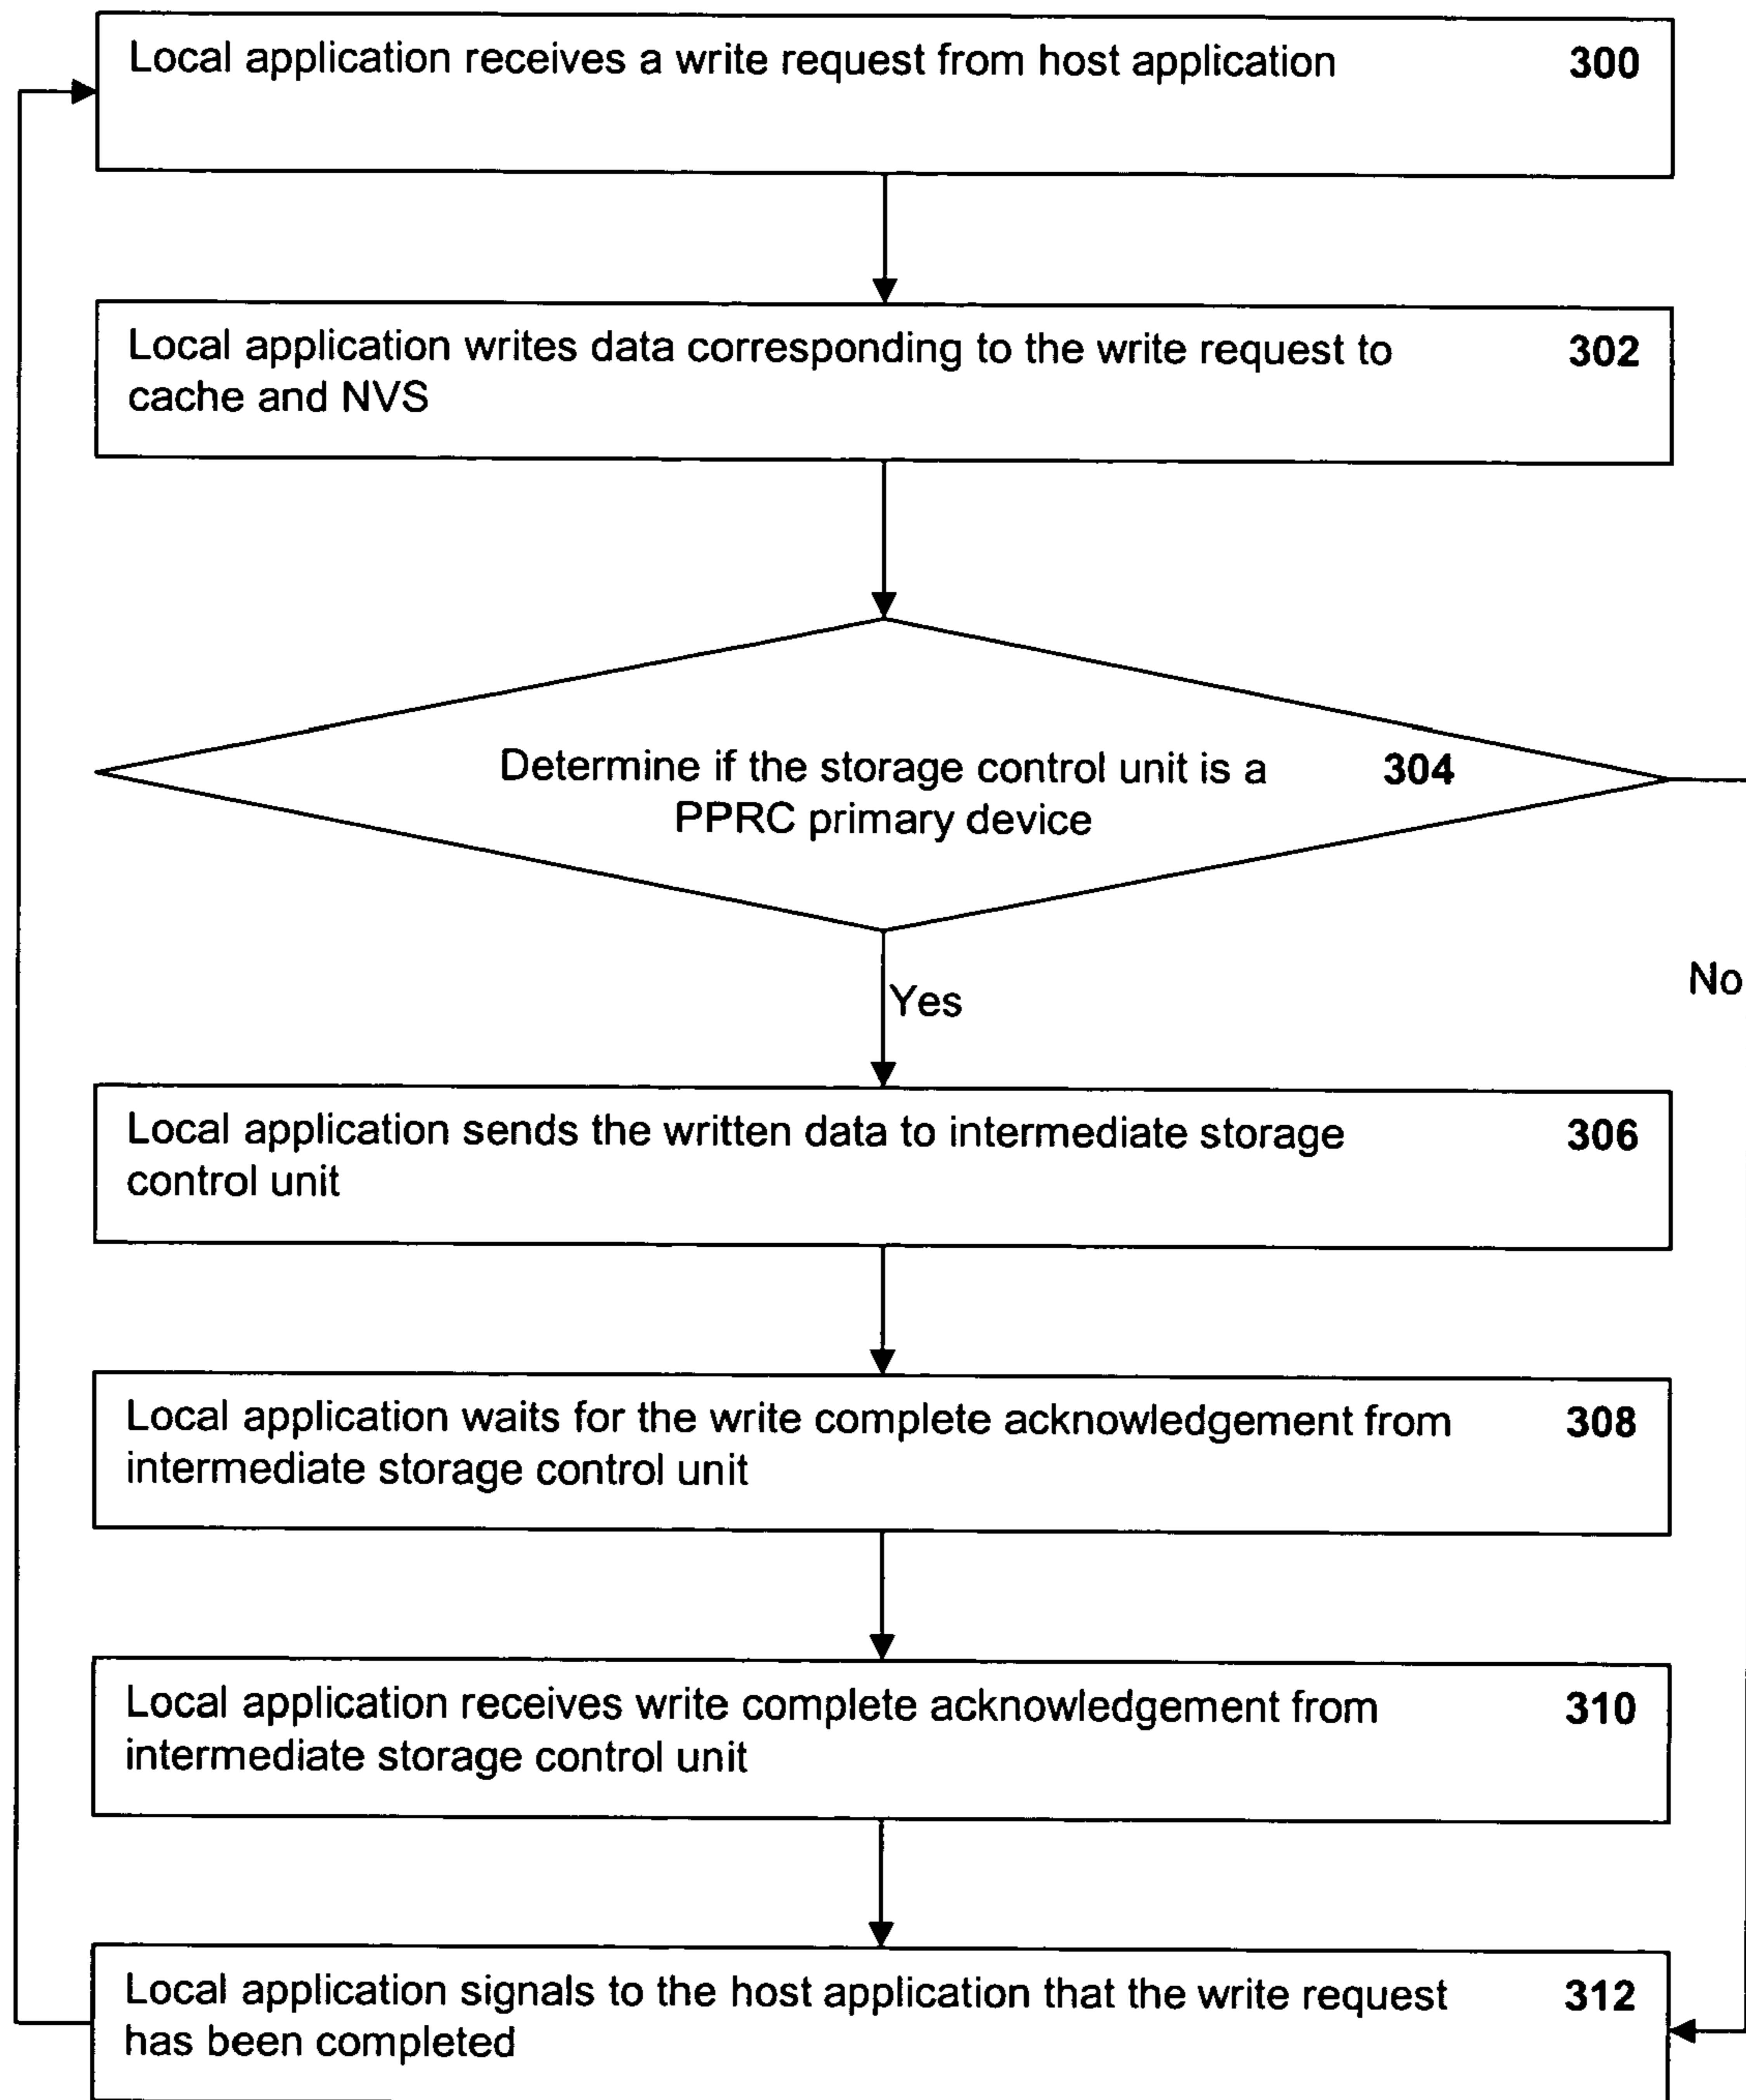 Local application receives a write request from host application 300
Local application writes data corresponding to the write request to 302
cache and NVS
Determine if the storage control unit is a 304
PPRC primary device
Yes
No
Local application sends the written data to intermediate storage 306
control unit
Local application waits for the write complete acknowledgement from 308
intermediate storage control unit
Local application receives write complete acknowledgement from 310
intermediate storage control unit
Local application signals to the host application that the write request 312
has been completed